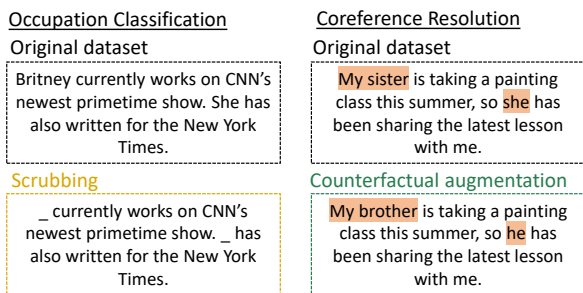 Occupation Classification
Original dataset
Britney currently works on CNN's
newest primetime show. She has
also written for the New York
Times.
Scrubbing
_ currently works on CNN's
newest primetime show. _ has
also written for the New York
Times.
Coreference Resolution
Original dataset
My sister is taking a painting
class this summer, so she has
been sharing the latest lesson
with me.
Counterfactual augmentation
My brother is taking a painting
class this summer, so he has
been sharing the latest lesson
with me.